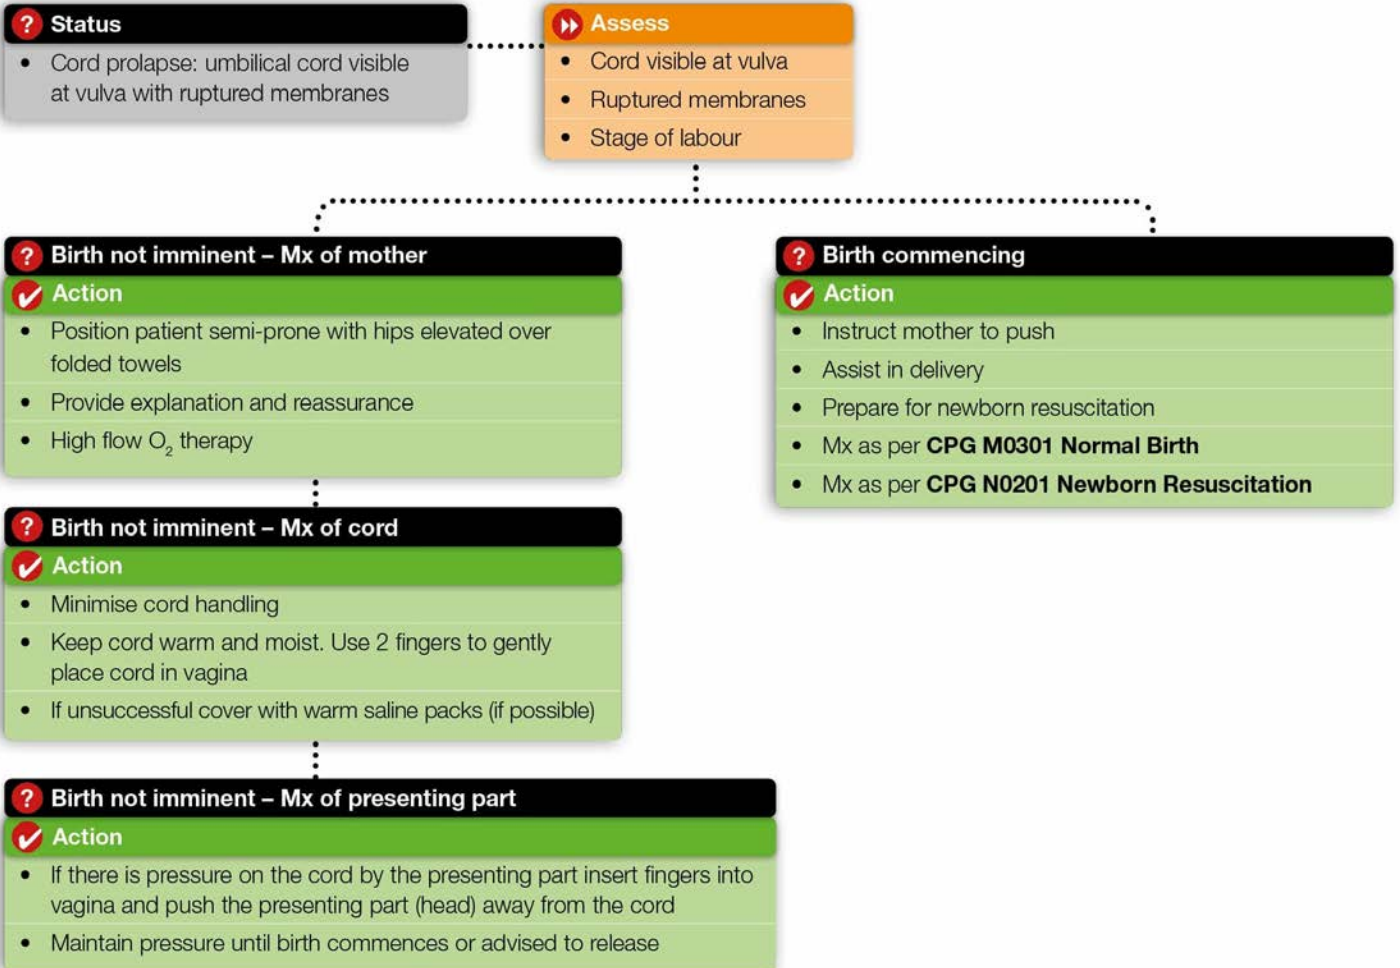 Status
• Cord prolapse: umbilical cord visible
at vulva with ruptured membranes
Assess
• Cord visible at vulva
• Ruptured membranes
• Stage of labour
? Birth not imminent – Mx of mother
Action
• Position patient semi-prone with hips elevated over
folded towels
• Provide explanation and reassurance
• High flow O₂ therapy
? Birth not imminent – Mx of cord
Action
• Minimise cord handling
• Keep cord warm and moist. Use 2 fingers to gently
place cord in vagina
• If unsuccessful cover with warm saline packs (if possible)
? Birth not imminent – Mx of presenting part
Action
• If there is pressure on the cord by the presenting part insert fingers into
vagina and push the presenting part (head) away from the cord
• Maintain pressure until birth commences or advised to release
? Birth commencing
Action
• Instruct mother to push
• Assist in delivery
• Prepare for newborn resuscitation
• Mx as per CPG M0301 Normal Birth
• Mx as per CPG N0201 Newborn Resuscitation